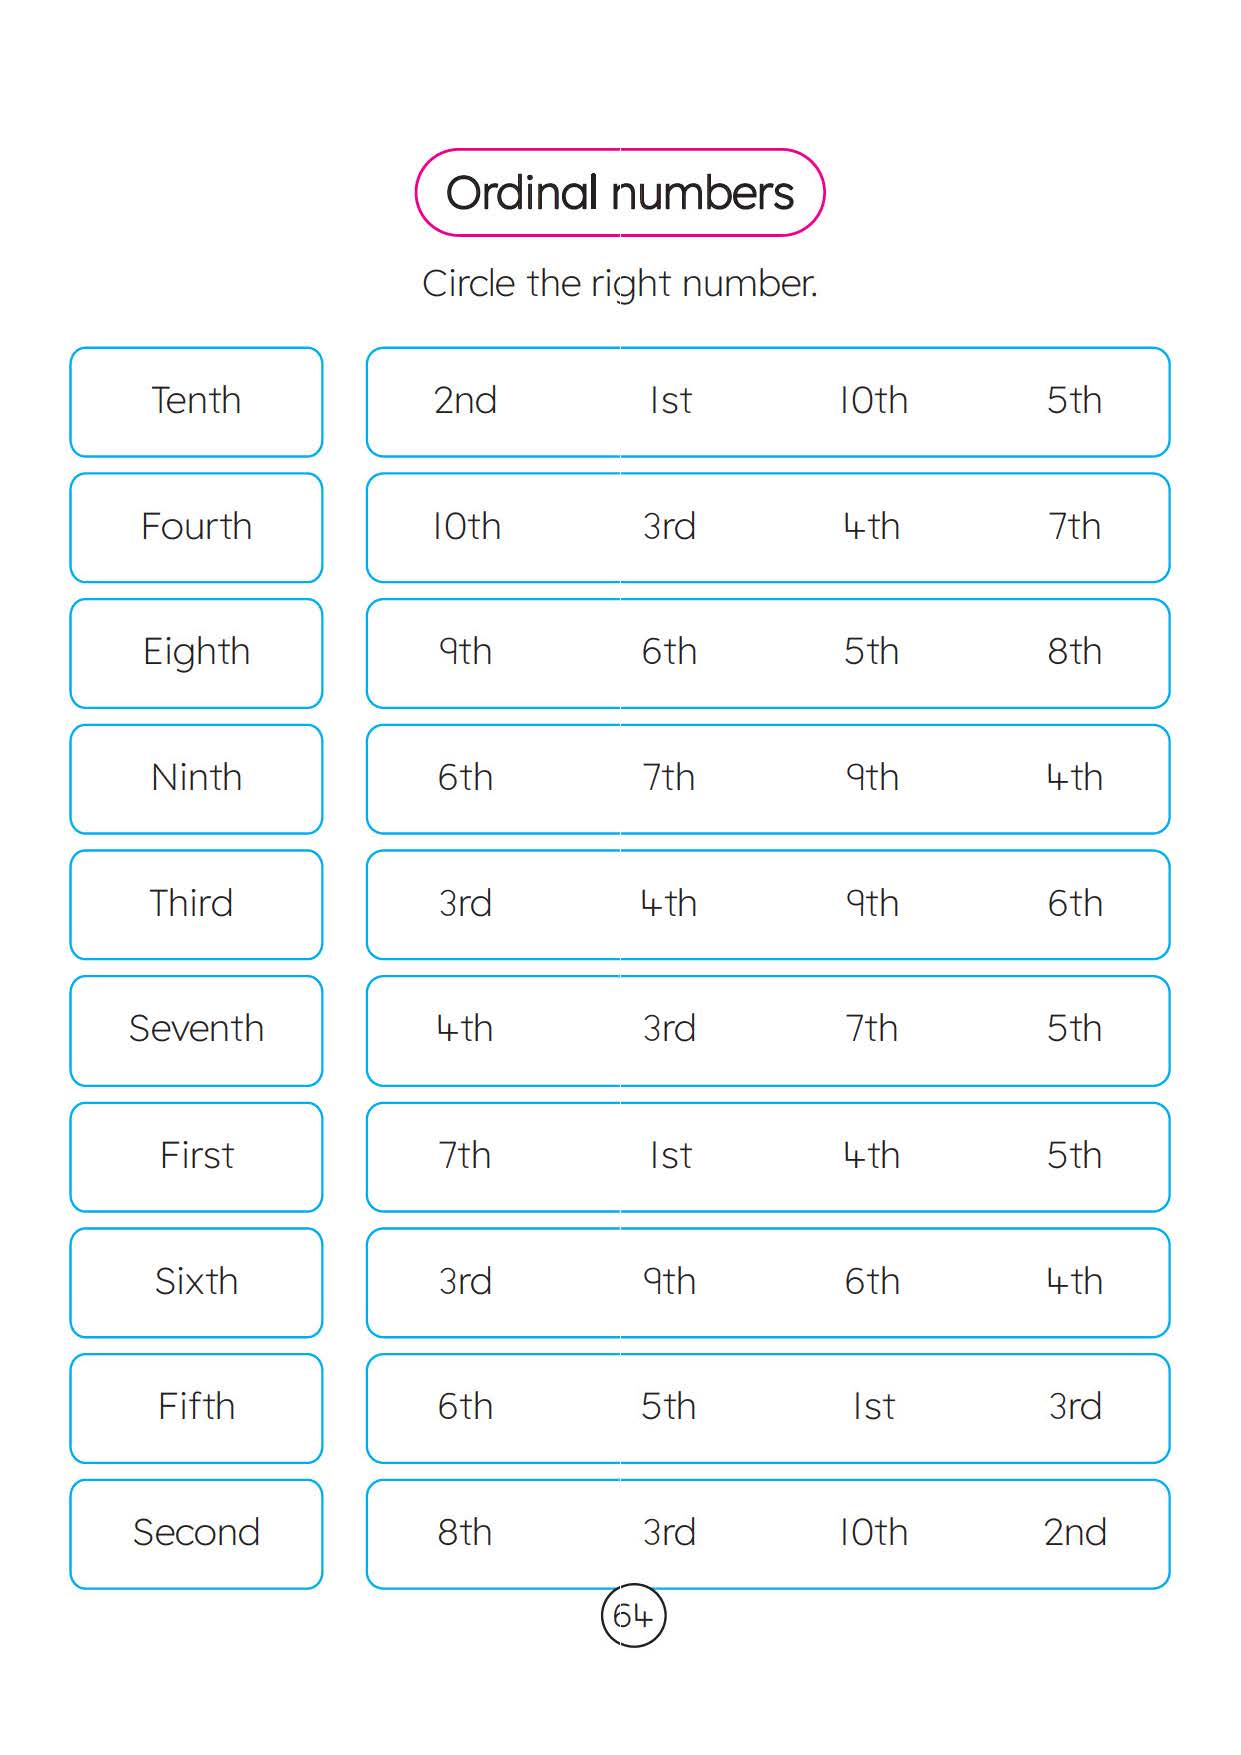 Ordinal numbers
Circle the right number.
Tenth 2nd 1st 10th 5th
Fourth 10th 3rd 4th 7th
Eighth 9th 6th 5th 8th
Ninth 6th 7th 9th 4th
Third 3rd 4th 9th 6th
Seventh 4th 3rd 7th 5th
First 7th 1st 4th 5th
Sixth 3rd 9th 6th 4th
Fifth 6th 5th 1st 3rd
Second 8th 3rd 10th 2nd
64